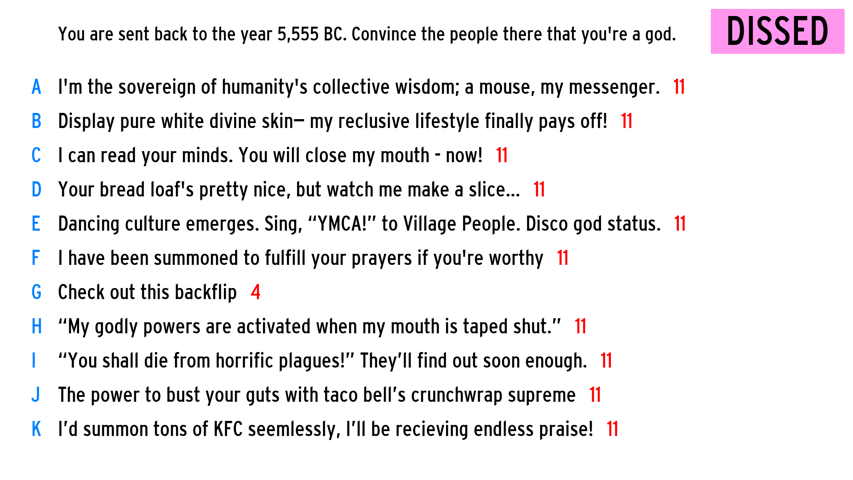 You are sent back to the year 5,555 BC. Convince the people there that you're a god.
DISSED
A I'm the sovereign of humanity's collective wisdom; a mouse, my messenger. 11
B Display pure white divine skin— my reclusive lifestyle finally pays off! 11
C I can read your minds. You will close my mouth - now! 11
D Your bread loaf's pretty nice, but watch me make a slice... 11
E Dancing culture emerges. Sing, “YMCA!” to Village People. Disco god status. 11
F I have been summoned to fulfill your prayers if you're worthy 11
G Check out this backflip 4
H “My godly powers are activated when my mouth is taped shut.” 11
I “You shall die from horrific plagues!” They’ll find out soon enough. 11
J The power to bust your guts with taco bell’s crunchwrap supreme 11
K I’d summon tons of KFC seemlessly, I’ll be recieving endless praise! 11